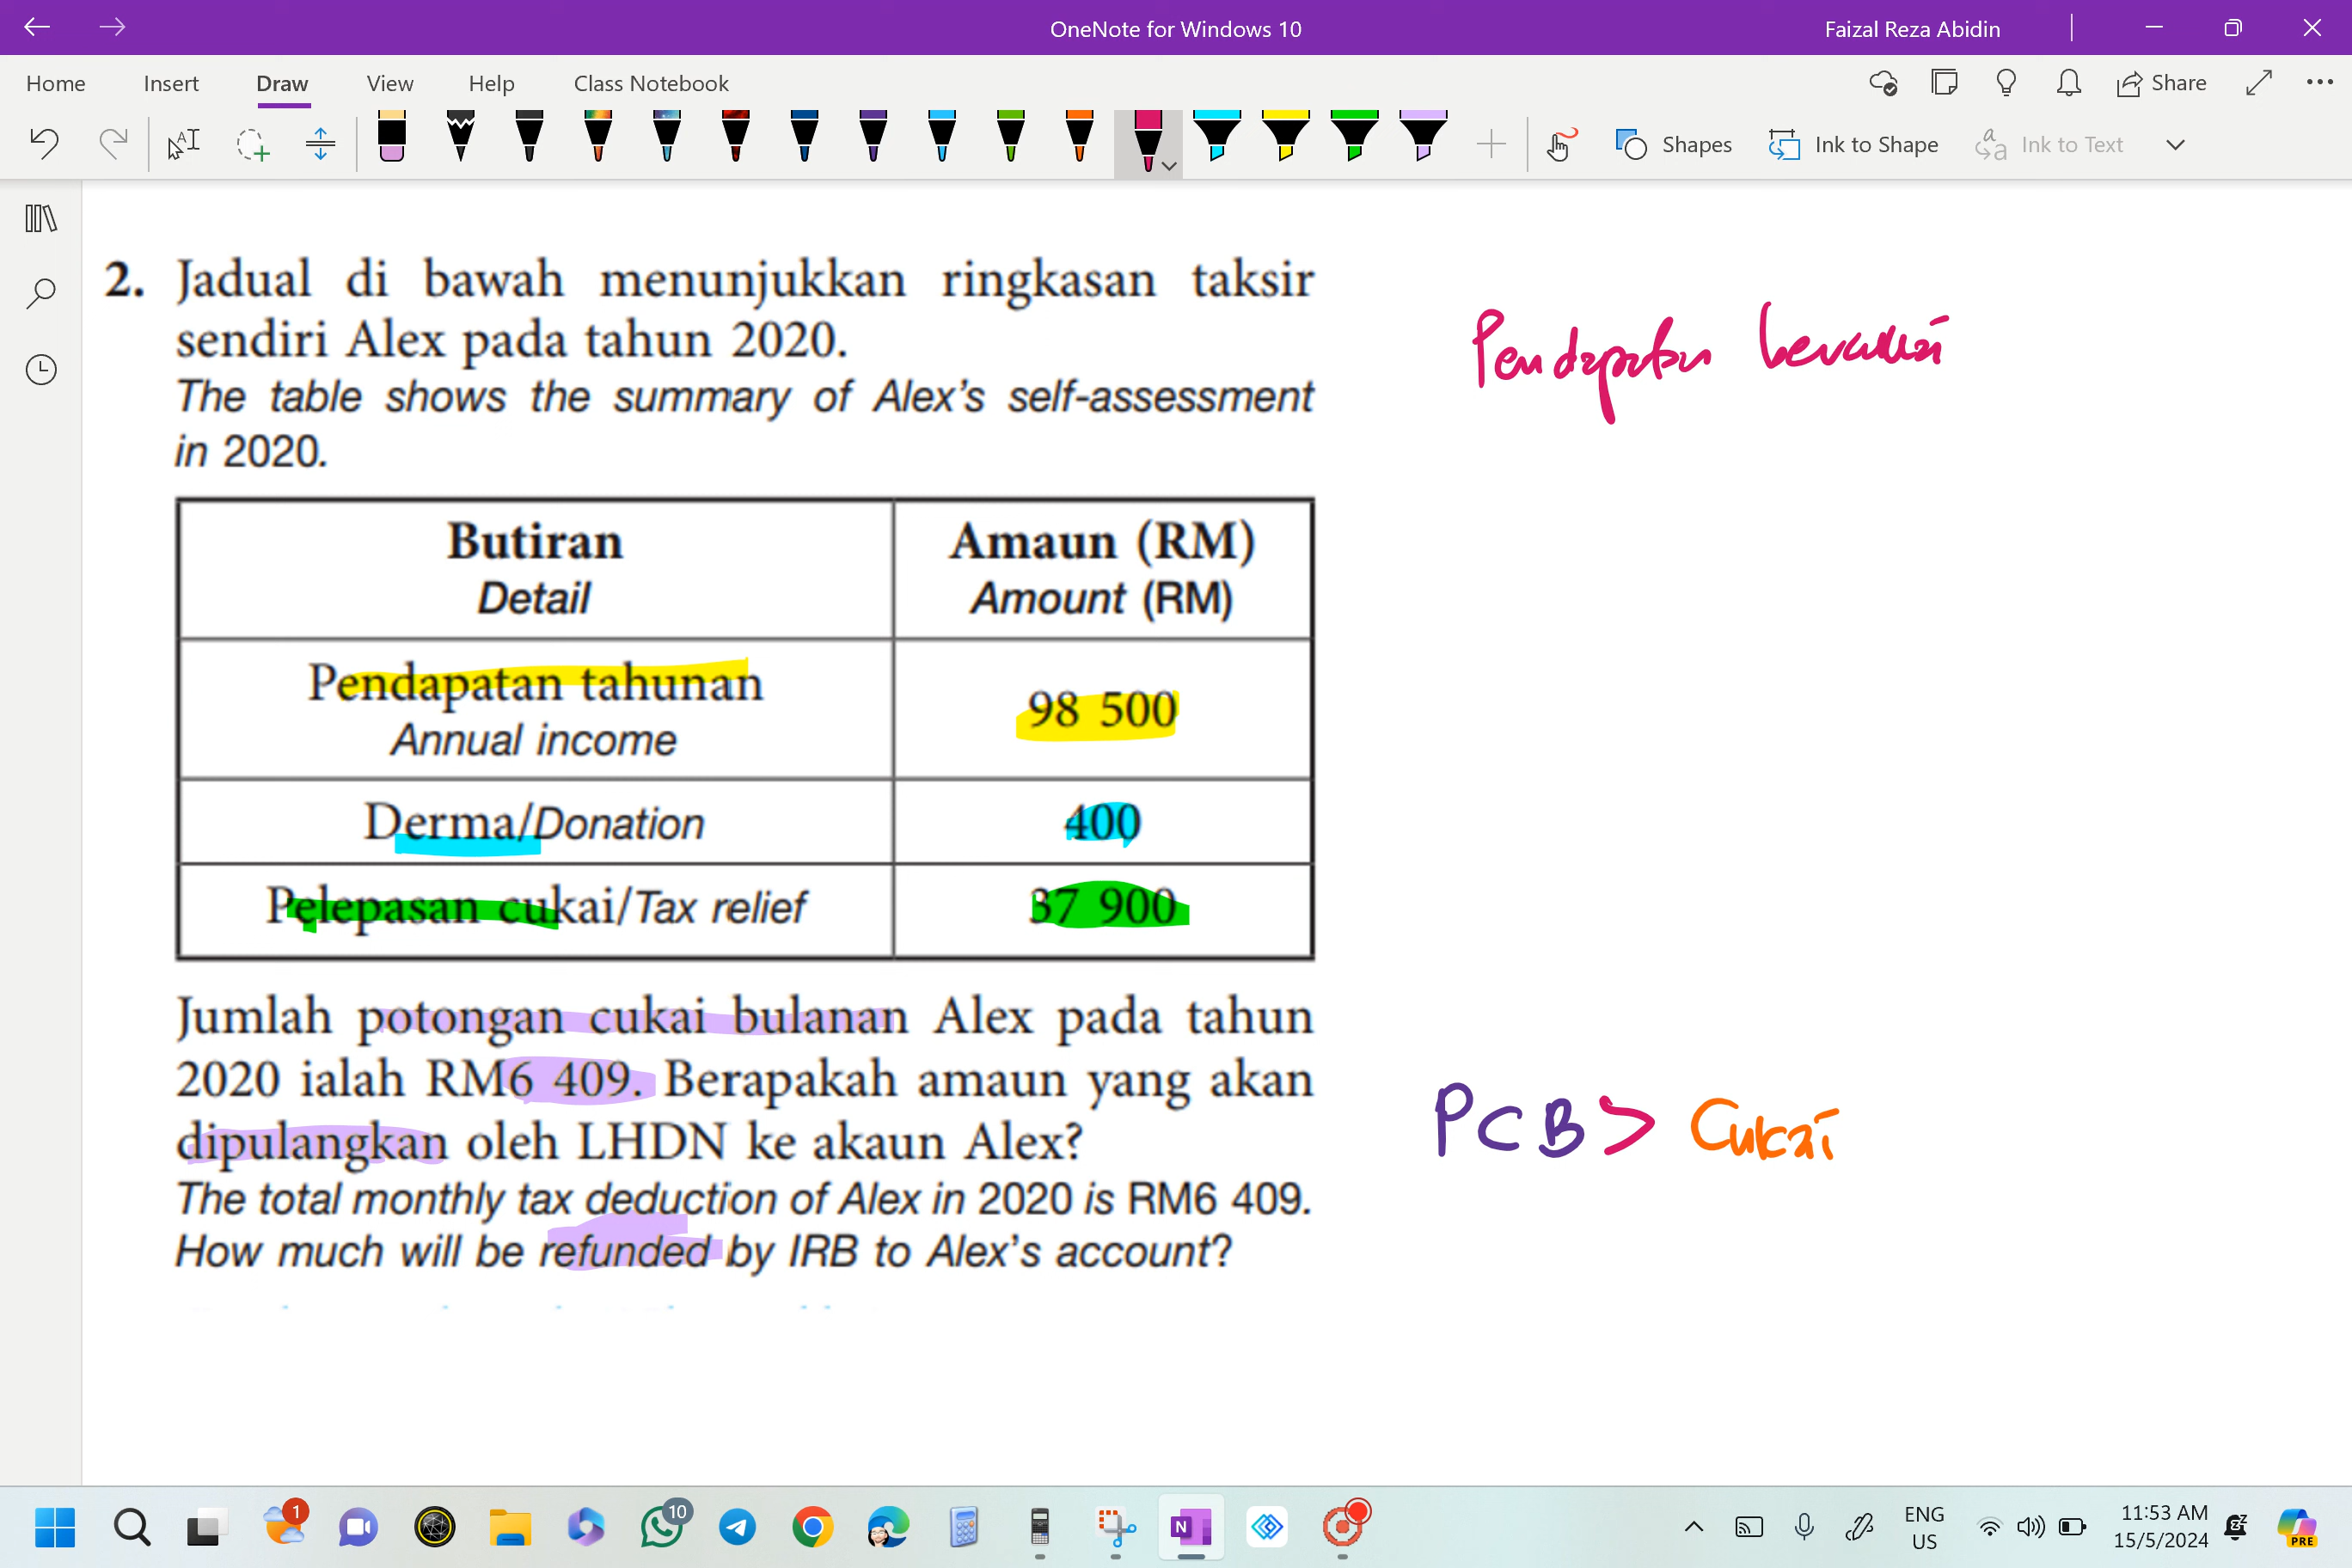 OneNote for Windows 10
Faizal Reza Abidin
Home Insert Draw View Help Class Notebook
Share
Shapes Ink to Shape Ink to Text
2. Jadual di bawah menunjukkan ringkasan taksir
sendiri Alex pada tahun 2020.
The table shows the summary of Alex's self-assessment
in 2020.
Butiran
Detail
Amaun (RM)
Amount (RM)
Pendapatan tahunan
Annual income
98 500
Derma/Donation
400
Pelepasan cukai/Tax relief
37 900
Jumlah potongan cukai bulanan Alex pada tahun
2020 ialah RM6 409. Berapakah amaun yang akan
dipulangkan oleh LHDN ke akaun Alex?
The total monthly tax deduction of Alex in 2020 is RM6 409.
How much will be refunded by IRB to Alex's account?
Pendapatan bercukai
PCB > Cukai
1
10
N
ENG
US
11:53 AM
15/5/2024
PRE